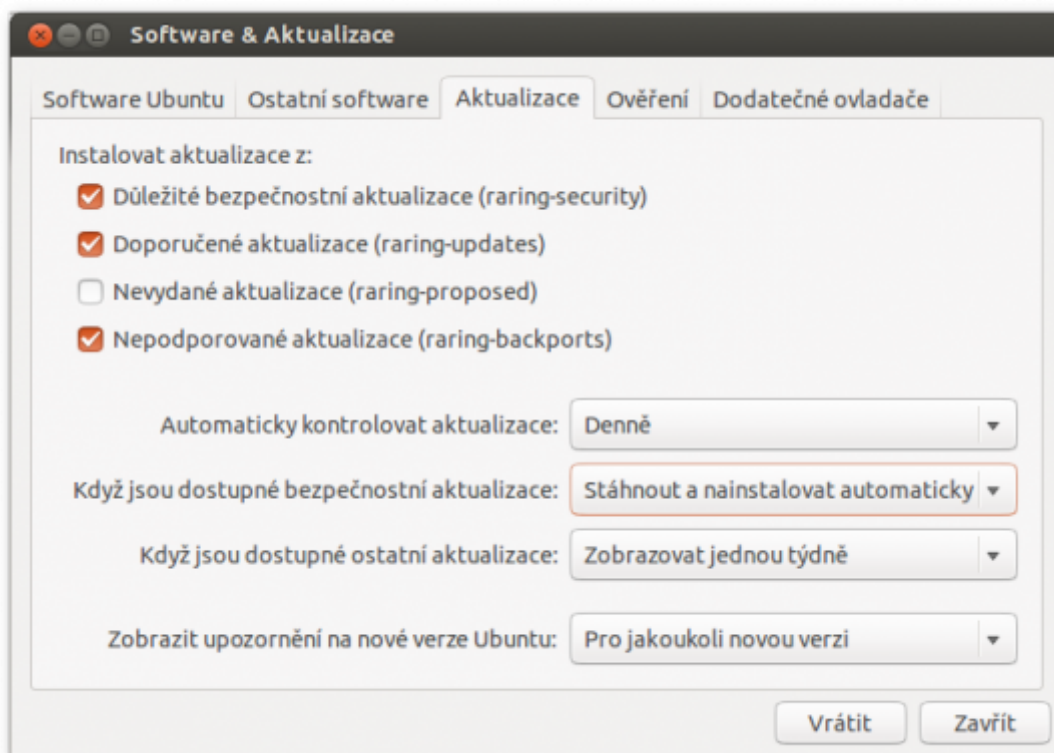 Software & Aktualizace
Software Ubuntu Ostatní software Aktualizace Ověření Dodatečné ovladače
Instalovat aktualizace z:
Důležité bezpečnostní aktualizace (raring-security)
Doporučené aktualizace (raring-updates)
Nevydané aktualizace (raring-proposed)
Nepodporované aktualizace (raring-backports)
Automaticky kontrolovat aktualizace: Denně
Když jsou dostupné bezpečnostní aktualizace: Stáhnout a nainstalovat automaticky
Když jsou dostupné ostatní aktualizace: Zobrazovat jednou týdně
Zobrazit upozornění na nové verze Ubuntu: Pro jakoukoli novou verzi
Vrátit Zavřít